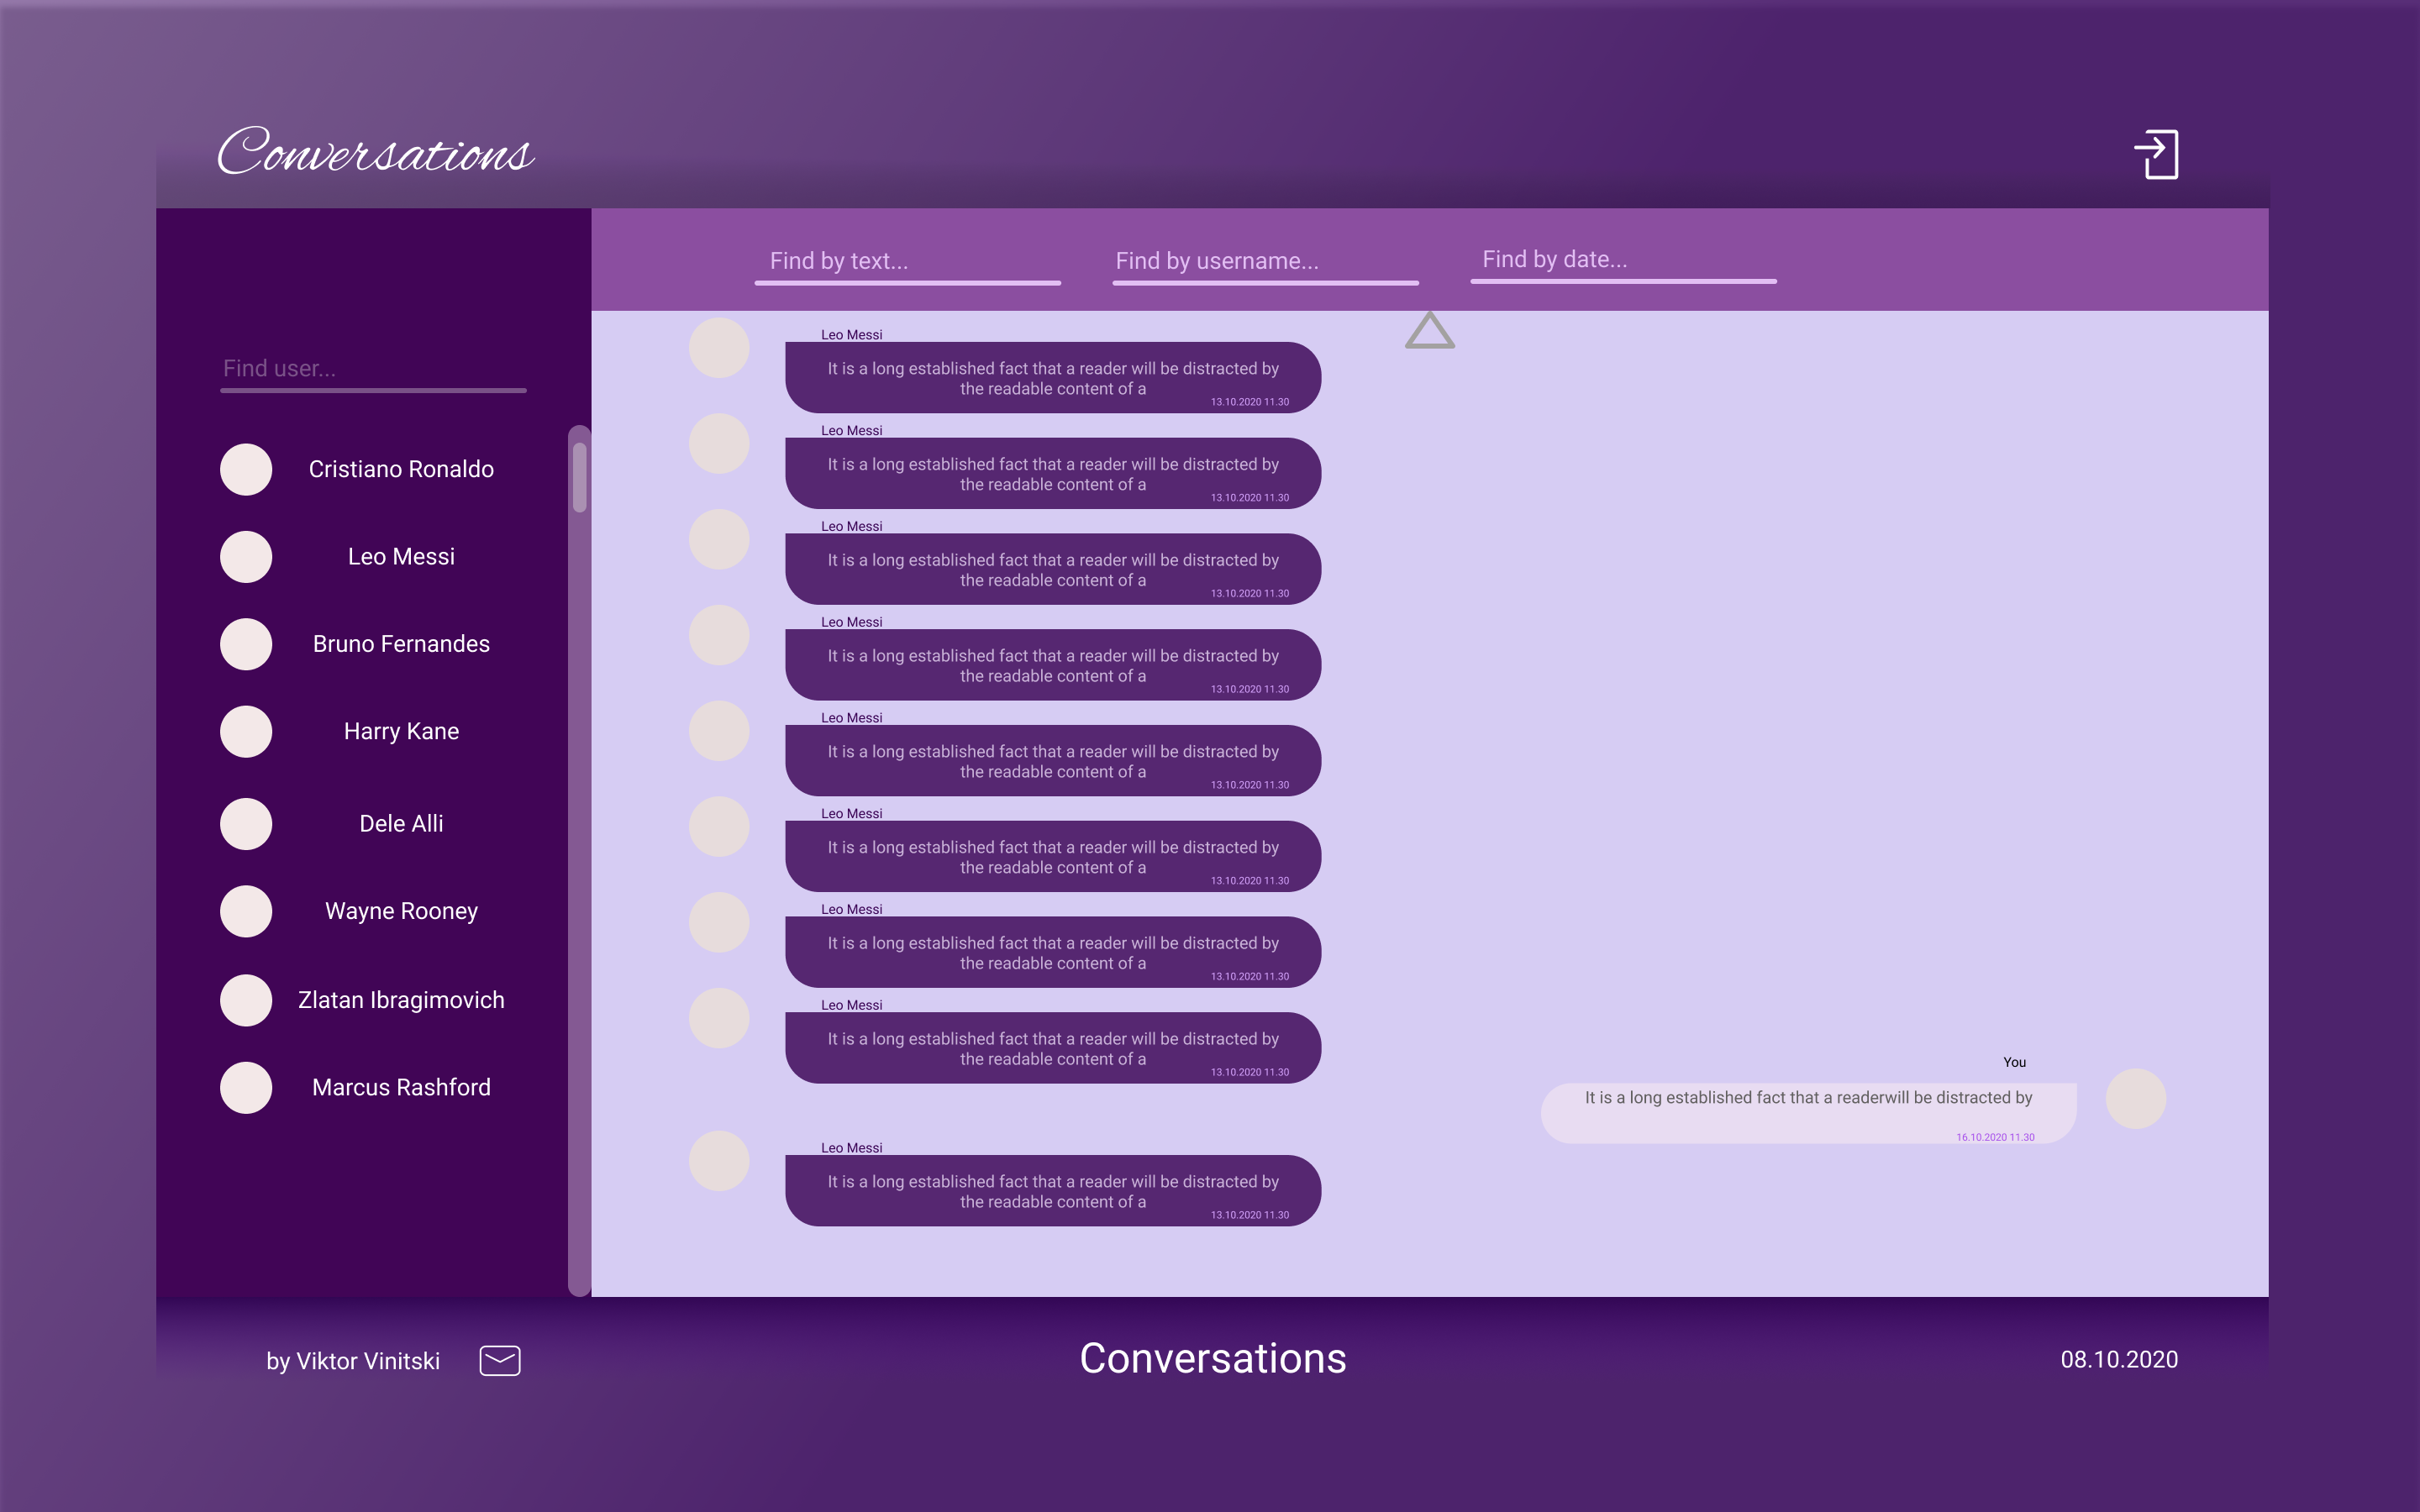 Conversations
Find by text...
Find by username...
Find by date...
Find user...
Cristiano Ronaldo
Leo Messi
Bruno Fernandes
Harry Kane
Dele Alli
Wayne Rooney
Zlatan Ibragimovich
Marcus Rashford
Leo Messi
It is a long established fact that a reader will be distracted by
the readable content of a
13.10.2020 11.30
Leo Messi
It is a long established fact that a reader will be distracted by
the readable content of a
13.10.2020 11.30
Leo Messi
It is a long established fact that a reader will be distracted by
the readable content of a
13.10.2020 11.30
Leo Messi
It is a long established fact that a reader will be distracted by
the readable content of a
13.10.2020 11.30
Leo Messi
It is a long established fact that a reader will be distracted by
the readable content of a
13.10.2020 11.30
Leo Messi
It is a long established fact that a reader will be distracted by
the readable content of a
13.10.2020 11.30
Leo Messi
It is a long established fact that a reader will be distracted by
the readable content of a
13.10.2020 11.30
Leo Messi
It is a long established fact that a reader will be distracted by
the readable content of a
13.10.2020 11.30
You
It is a long established fact that a readerwill be distracted by
16.10.2020 11.30
Leo Messi
It is a long established fact that a reader will be distracted by
the readable content of a
13.10.2020 11.30
by Viktor Vinitski
Conversations
08.10.2020